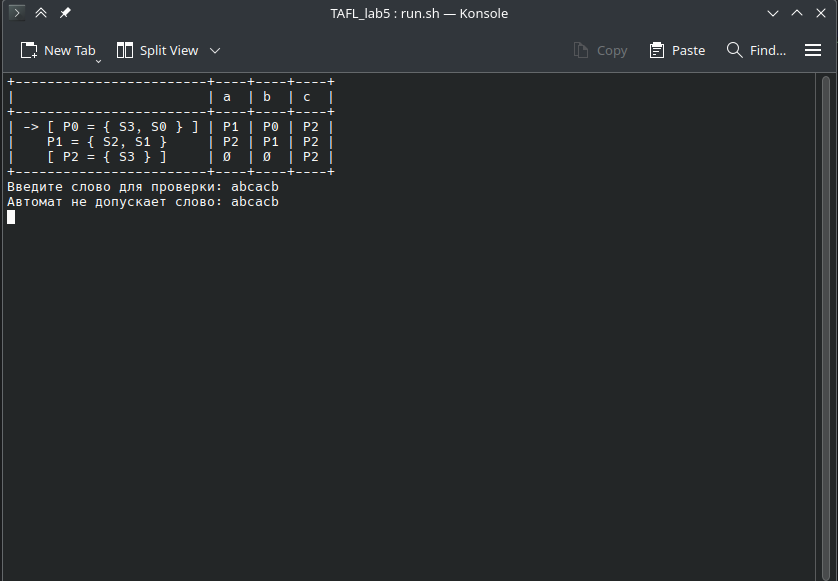 TAFL_lab5 : run.sh — Konsole
New Tab Split View Copy Paste Find...
+------------------------+----+----+----+
|                        | a  | b  | c  |
+------------------------+----+----+----+
| -> [ P0 = { S3, S0 } ] | P1 | P0 | P2 |
|    P1 = { S2, S1 }     | P2 | P1 | P2 |
|    [ P2 = { S3 } ]     | Ø  | Ø  | P2 |
+------------------------+----+----+----+
Введите слово для проверки: abcacb
Автомат не допускает слово: abcacb